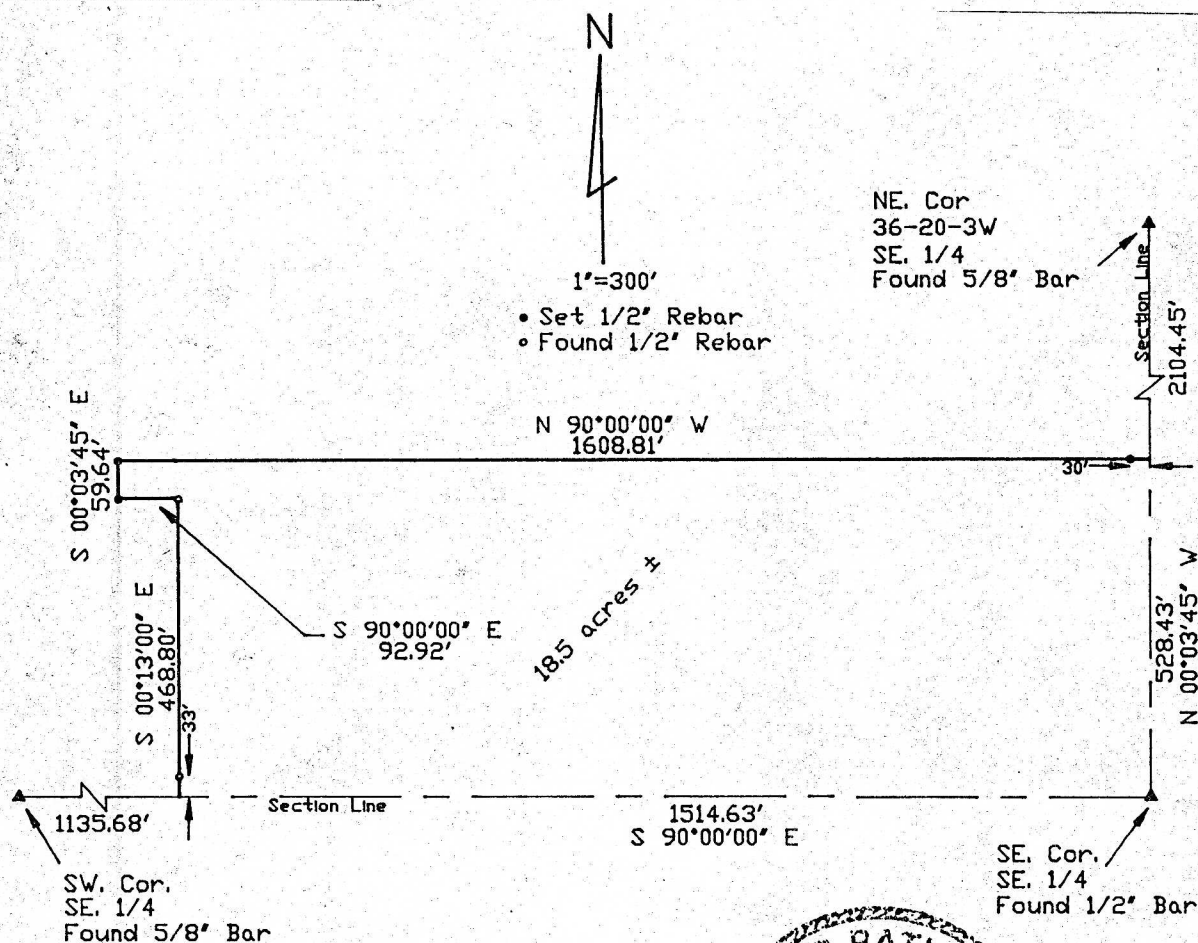 N
NE. Cor
36-20-3W
SE. 1/4
Found 5/8" Bar
1"=300'
Set 1/2" Rebar
Found 1/2" Rebar
Section Line
2104.45'
N 90°00'00" W
1608.81'
30'
S 00°03'45" E
59.64'
S 90°00'00" E
92.92'
18.5 acres ±
S 00°13'00" E
468.80'
33'
528.43'
N 00°03'45" W
Section Line
1135.68'
1514.63'
S 90°00'00" E
SW. Cor.
SE. 1/4
Found 5/8" Bar
SE. Cor.
SE. 1/4
Found 1/2" Bar